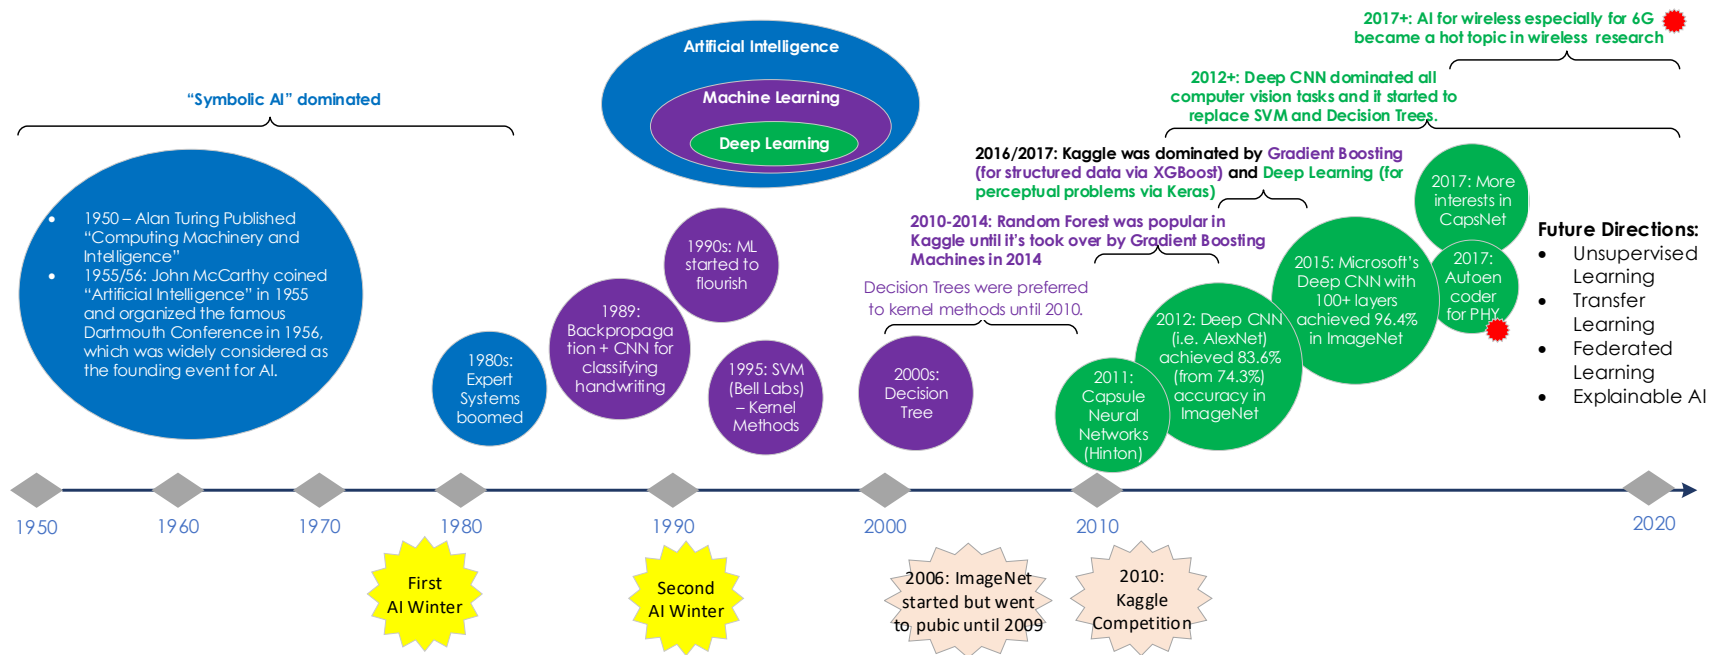 2017+: AI for wireless especially for 6G
became a hot topic in wireless research
Artificial Intelligence
Machine Learning
Deep Learning
"Symbolic AI" dominated
2012+: Deep CNN dominated all
computer vision tasks and it started to
replace SVM and Decision Trees.
2016/2017: Kaggle was dominated by Gradient Boosting
(for structured data via XGBoost) and Deep Learning (for
perceptual problems via Keras)
2010-2014: Random Forest was popular in
Kaggle until it's took over by Gradient Boosting
Machines in 2014
Decision Trees were preferred
to kernel methods until 2010.
• 1950 – Alan Turing Published
"Computing Machinery and
Intelligence"
• 1955/56: John McCarthy coined
"Artificial Intelligence" in 1955
and organized the famous
Dartmouth Conference in 1956,
which was widely considered as
the founding event for AI.
1980s:
Expert
Systems
boomed
1989:
Backpropaga
tion + CNN for
classifying
handwriting
1990s: ML
started to
flourish
1995: SVM
(Bell Labs)
– Kernel
Methods
2000s:
Decision
Tree
2011:
Capsule
Neural
Networks
(Hinton)
2012: Deep CNN
(i.e. AlexNet)
achieved 83.6%
(from 74.3%)
accuracy in
ImageNet
2015: Microsoft's
Deep CNN with
100+ layers
achieved 96.4%
in ImageNet
2017: More
interests in
CapsNet
2017:
Autoen
coder
for PHY
Future Directions:
• Unsupervised
Learning
• Transfer
Learning
• Federated
Learning
• Explainable AI
1950
1960
1970
1980
1990
2000
2010
2020
First
AI Winter
Second
AI Winter
2006: ImageNet
started but went
to pubic until 2009
2010:
Kaggle
Competition